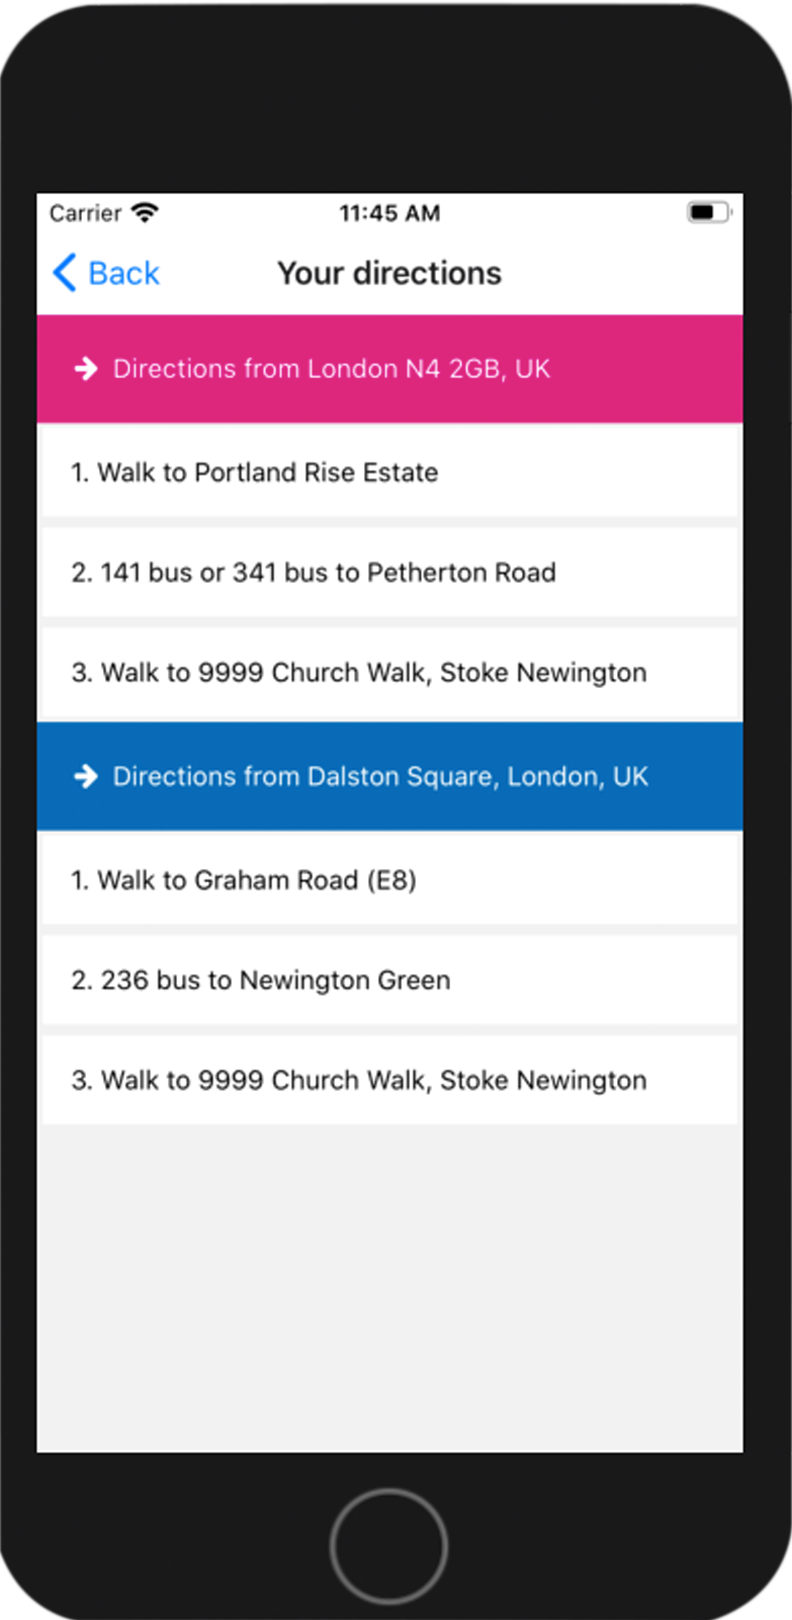 Carrier
11:45 AM
Back
Your directions
Directions from London N4 2GB, UK
1. Walk to Portland Rise Estate
2. 141 bus or 341 bus to Petherton Road
3. Walk to 9999 Church Walk, Stoke Newington
Directions from Dalston Square, London, UK
1. Walk to Graham Road (E8)
2. 236 bus to Newington Green
3. Walk to 9999 Church Walk, Stoke Newington